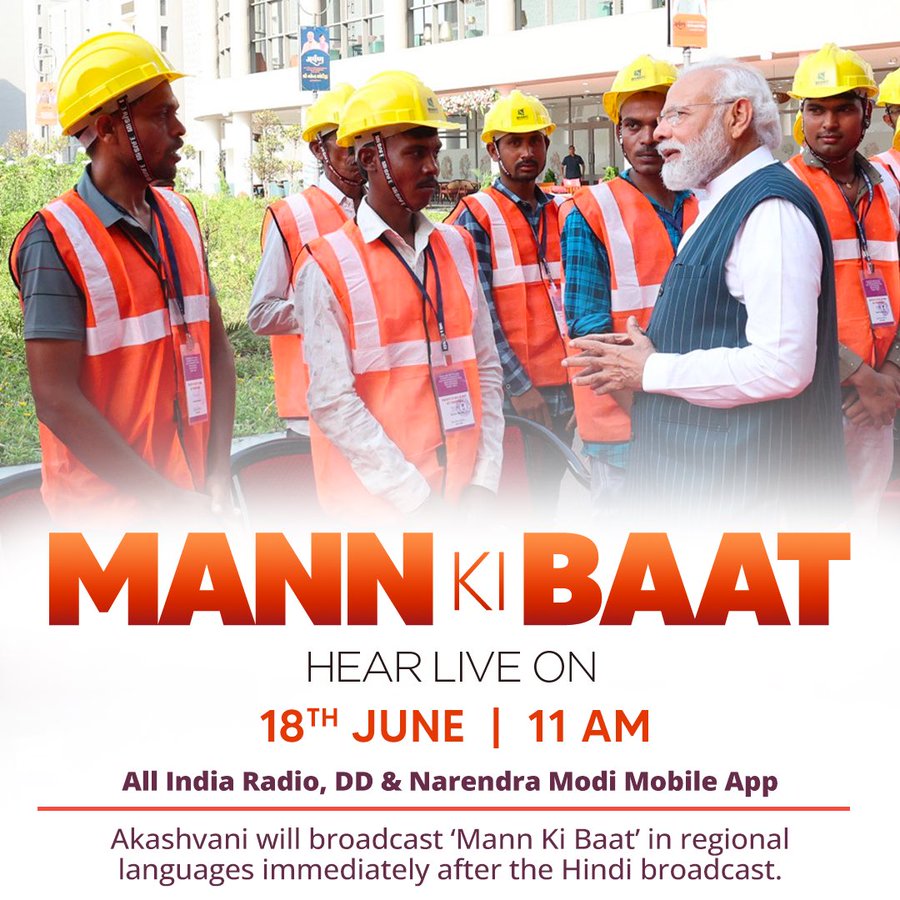 MANN KI BAAT
HEAR LIVE ON
18TH JUNE | 11 AM
All India Radio, DD & Narendra Modi Mobile App
Akashvani will broadcast ‘Mann Ki Baat’ in regional
languages immediately after the Hindi broadcast.